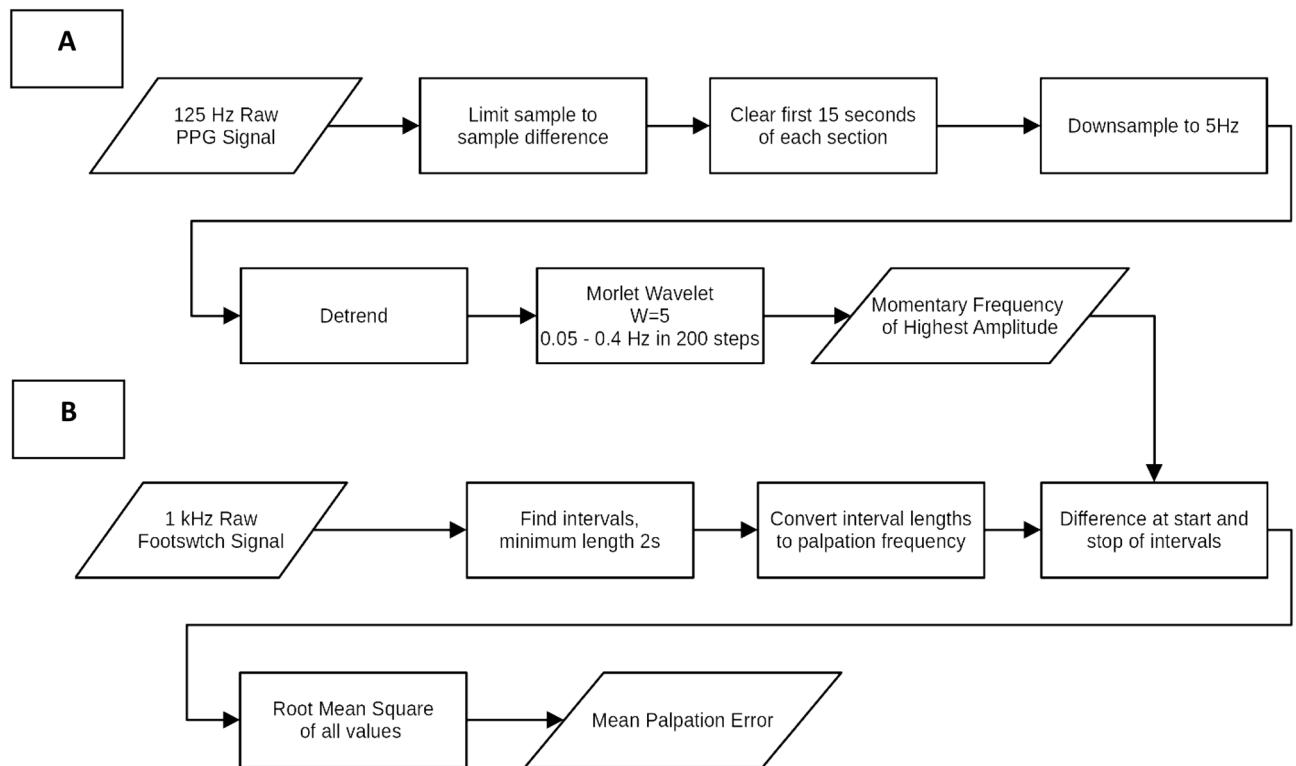 A
125 Hz Raw
PPG Signal
Limit sample to
sample difference
Clear first 15 seconds
of each section
Downsample to 5Hz
Detrend
Morlet Wavelet
W=5
0.05 - 0.4 Hz in 200 steps
Momentary Frequency
of Highest Amplitude
B
1 kHz Raw
Footswtch Signal
Find intervals,
minimum length 2s
Convert interval lengths
to palpation frequency
Difference at start and
stop of intervals
Root Mean Square
of all values
Mean Palpation Error